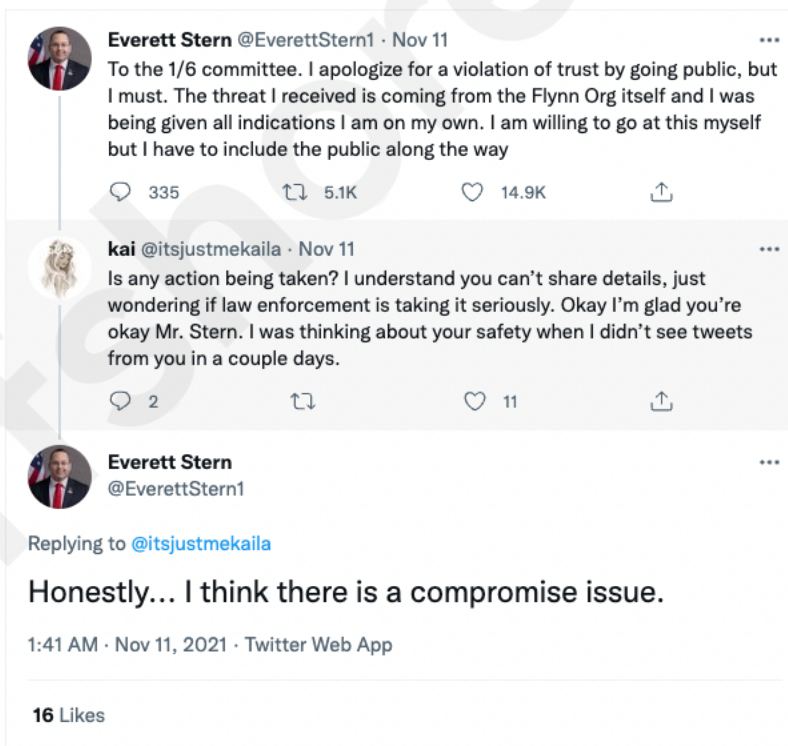 Everett Stern @EverettStern1 · Nov 11
To the 1/6 committee. I apologize for a violation of trust by going public, but
I must. The threat I received is coming from the Flynn Org itself and I was
being given all indications I am on my own. I am willing to go at this myself
but I have to include the public along the way
335 5.1K 14.9K
kai @itsjustmekaila · Nov 11
Is any action being taken? I understand you can’t share details, just
wondering if law enforcement is taking it seriously. Okay I’m glad you’re
okay Mr. Stern. I was thinking about your safety when I didn’t see tweets
from you in a couple days.
2 11
Everett Stern
@EverettStern1
Replying to @itsjustmekaila
Honestly... I think there is a compromise issue.
1:41 AM · Nov 11, 2021 · Twitter Web App
16 Likes